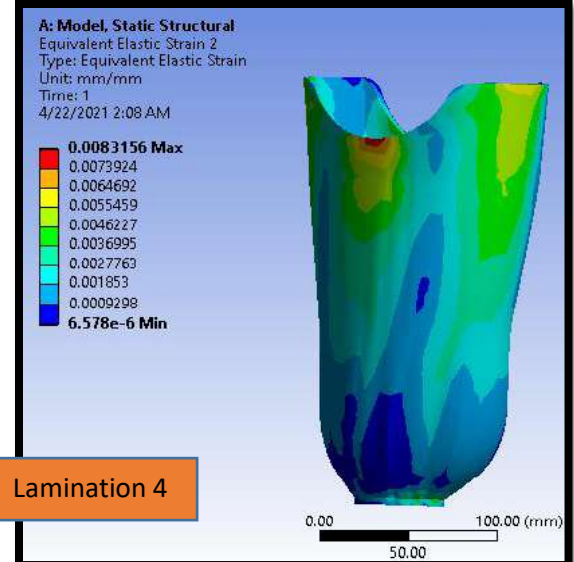 A: Model, Static Structural
Equivalent Elastic Strain 2
Type: Equivalent Elastic Strain
Unit: mm/mm
Time: 1
4/22/2021 2:08 AM
0.0083156 Max
0.0073924
0.0064692
0.0055459
0.0046227
0.0036995
0.0027763
0.001853
0.0009298
6.578e-6 Min
Lamination 4
0.00 100.00 (mm)
50.00